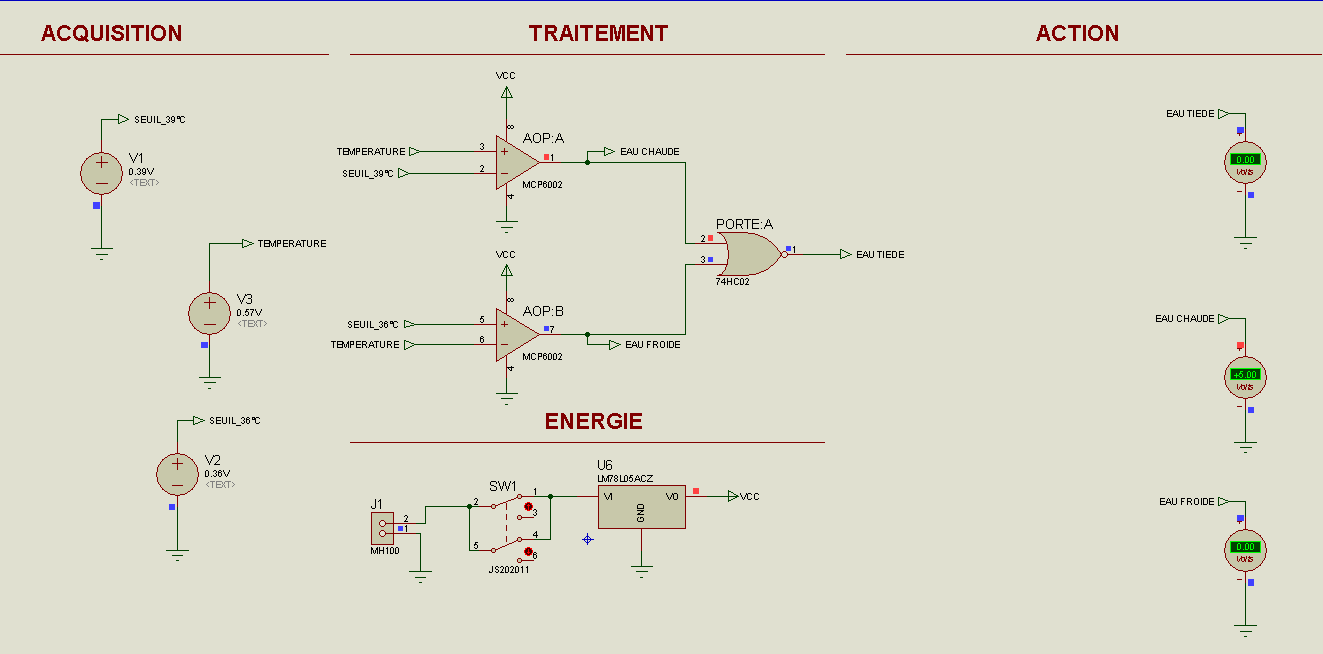 ACQUISITION
TRAITEMENT
ACTION
SEUIL_39°C
V1
0.39V
<TEXT>
TEMPERATURE
V3
0.57V
<TEXT>
SEUIL_36°C
V2
0.36V
<TEXT>
VCC
8
AOP:A
TEMPERATURE
3
+
1
EAU CHAUDE
SEUIL_39°C
2
MCP6002
4
PORTE:A
2
3
1
EAU TIEDE
74HC02
VCC
8
AOP:B
SEUIL_36°C
5
+
7
TEMPERATURE
6
EAU FROIDE
MCP6002
4
ENERGIE
J1
2
1
MH100
SW1
2
1
3
5
4
6
JS202011
U6
LM78L05ACZ
VI
VO
GND
VCC
EAU TIEDE
0.00
Volts
EAU CHAUDE
+5.00
Volts
EAU FROIDE
0.00
Volts